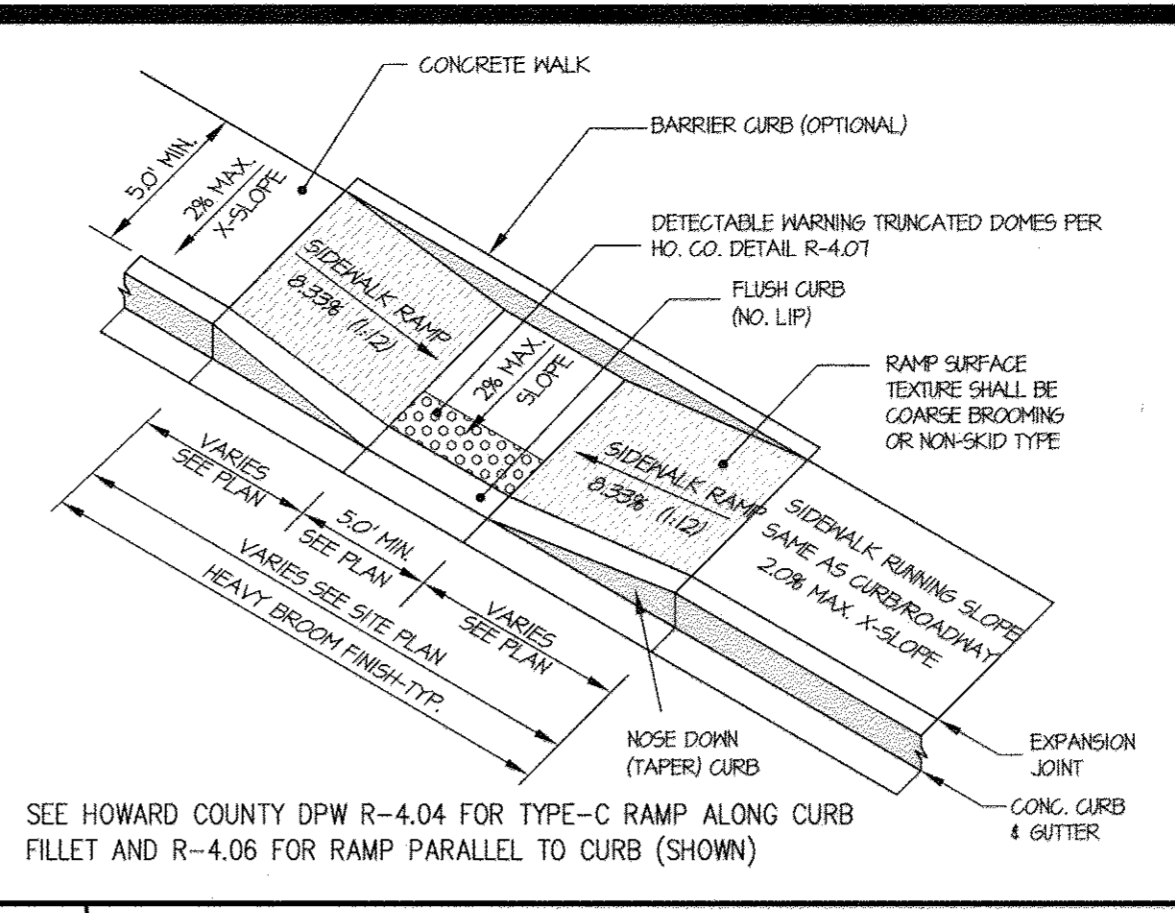 CONCRETE WALK
BARRIER CURB (OPTIONAL)
5.0' MIN.
2% MAX.
X-SLOPE
DETECTABLE WARNING TRUNCATED DOMES PER
HO. CO. DETAIL R-4.07
FLUSH CURB
(NO. LIP)
SIDEWALK RAMP
8.33% (1:12)
2% MAX.
SLOPE
RAMP SURFACE
TEXTURE SHALL BE
COARSE BROOMING
OR NON-SKID TYPE
SIDEWALK RAMP
8.33% (1:12)
SIDEWALK RUNNING SLOPE
SAME AS CURB/ROADWAY
2.0% MAX. X-SLOPE
VARIES
SEE PLAN
5.0' MIN.
SEE PLAN
VARIES
SEE PLAN
VARIES SEE SITE PLAN
HEAVY BROOM FINISH-TYP.
NOSE DOWN
(TAPER) CURB
EXPANSION
JOINT
CONC. CURB
& GUTTER
SEE HOWARD COUNTY DPW R-4.04 FOR TYPE-C RAMP ALONG CURB
FILLET AND R-4.06 FOR RAMP PARALLEL TO CURB (SHOWN)